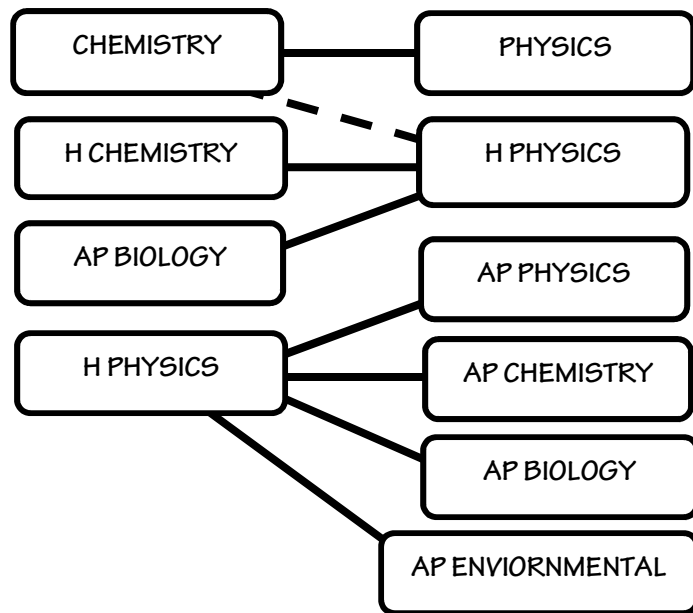 CHEMISTRY
PHYSICS
H CHEMISTRY
H PHYSICS
AP BIOLOGY
AP PHYSICS
H PHYSICS
AP CHEMISTRY
AP BIOLOGY
AP ENVIORNMENTAL